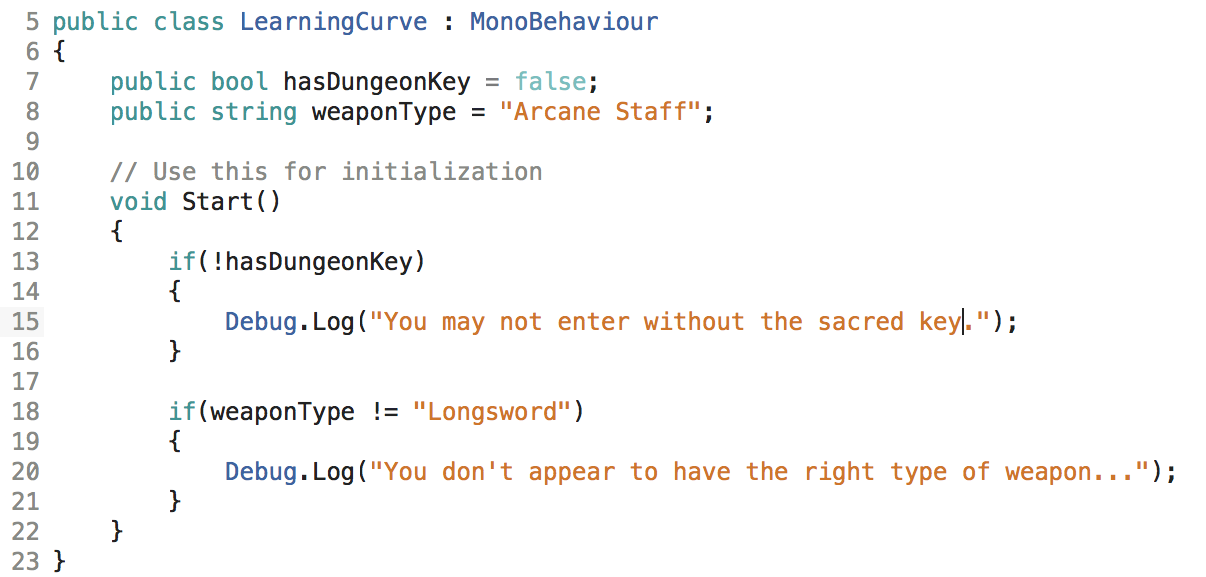 5 public class LearningCurve : MonoBehaviour
6 {
7     public bool hasDungeonKey = false;
8     public string weaponType = "Arcane Staff";
9
10     // Use this for initialization
11     void Start()
12     {
13         if(!hasDungeonKey)
14         {
15             Debug.Log("You may not enter without the sacred key.");
16         }
17
18         if(weaponType != "Longsword")
19         {
20             Debug.Log("You don't appear to have the right type of weapon...");
21         }
22     }
23 }